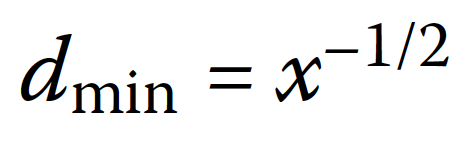 d_min = x^{-1/2}